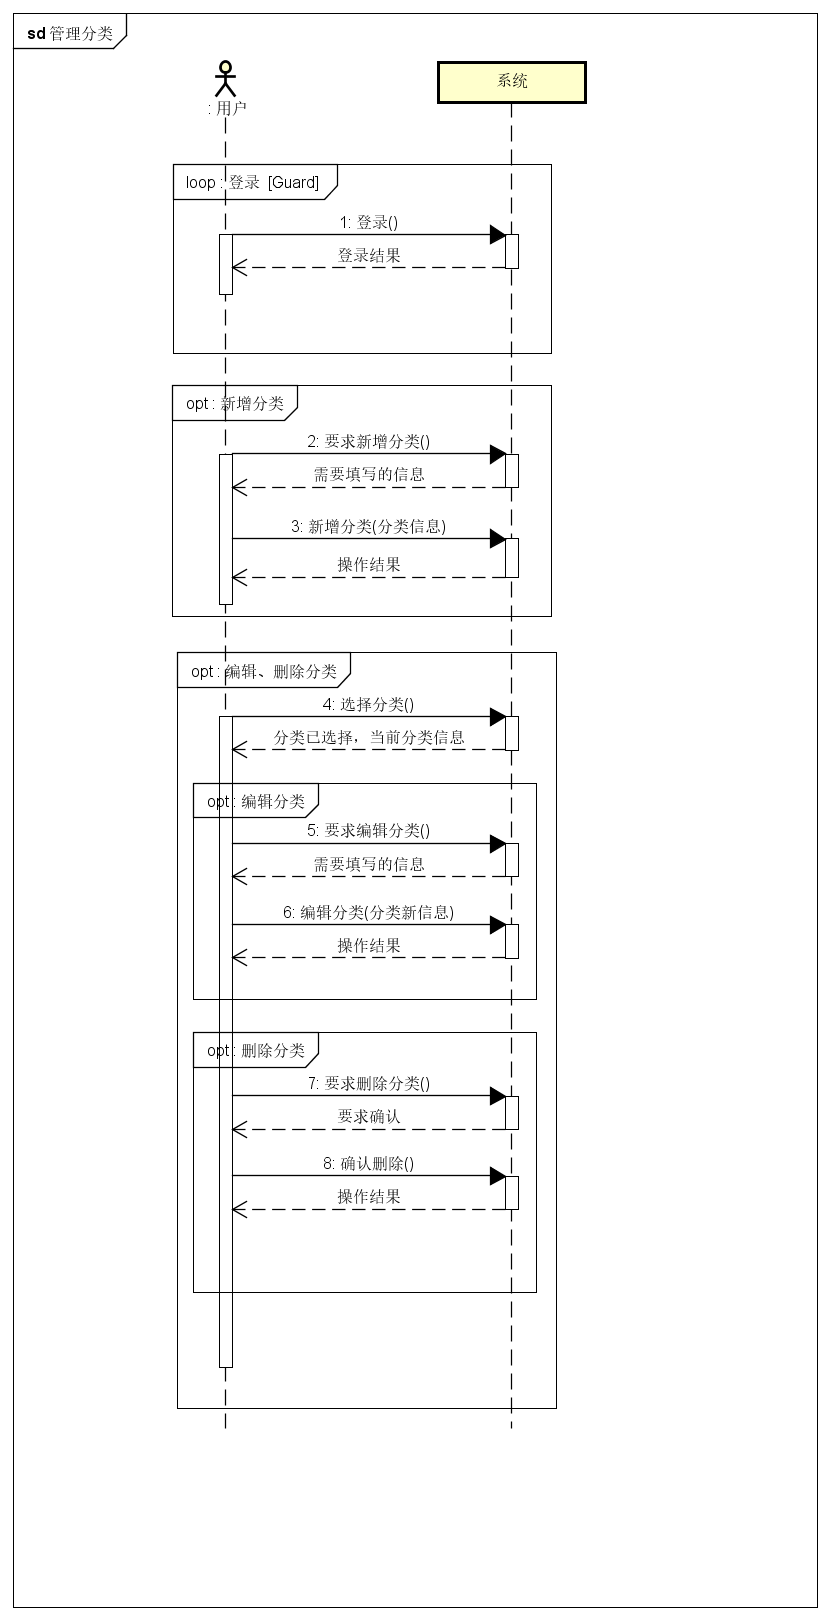 sd 管理分类
系统
: 用户
loop : 登录 [Guard]
1: 登录()
登录结果
opt : 新增分类
2: 要求新增分类()
需要填写的信息
3: 新增分类(分类信息)
操作结果
opt : 编辑、删除分类
4: 选择分类()
分类已选择，当前分类信息
opt : 编辑分类
5: 要求编辑分类()
需要填写的信息
6: 编辑分类(分类新信息)
操作结果
opt : 删除分类
7: 要求删除分类()
要求确认
8: 确认删除()
操作结果